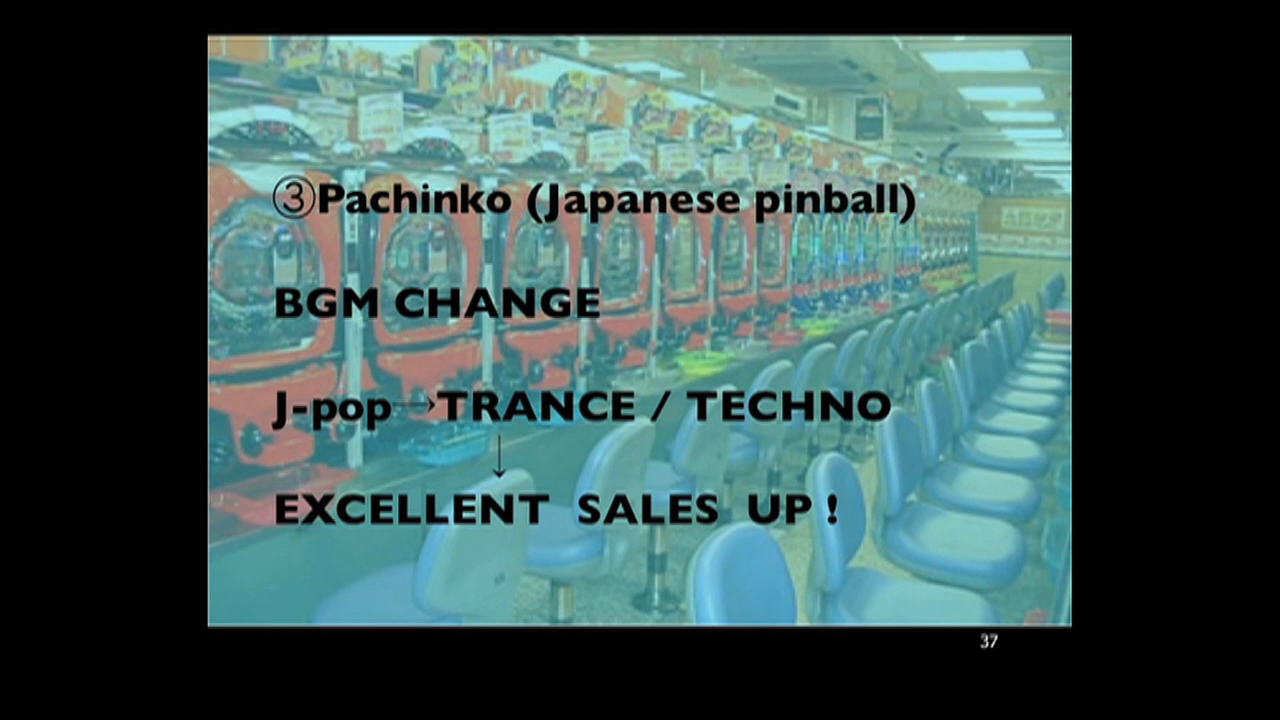 ③Pachinko (Japanese pinball)
BGM CHANGE
J-pop→TRANCE / TECHNO
↓
EXCELLENT SALES UP !
37